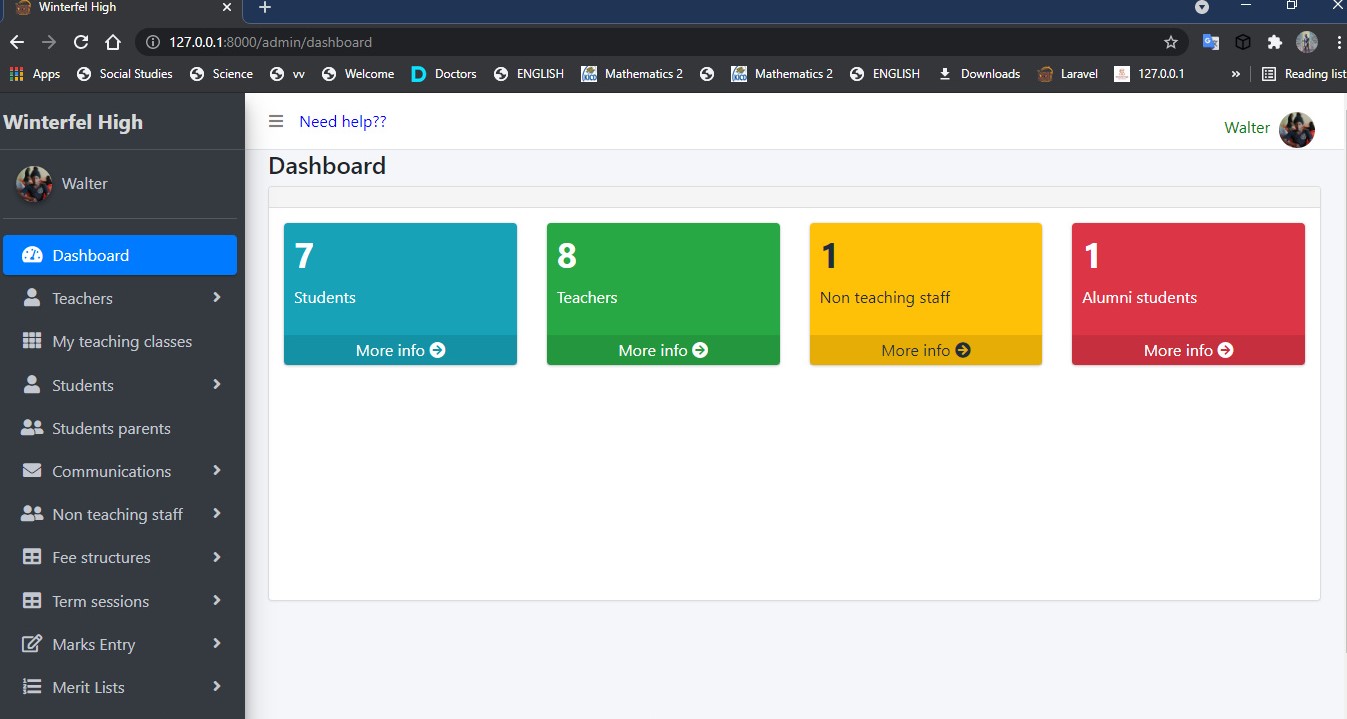 Winterfel High
127.0.0.1:8000/admin/dashboard
Apps Social Studies Science vv Welcome Doctors ENGLISH Mathematics 2 Mathematics 2 ENGLISH Downloads Laravel 127.0.0.1 » Reading list
Winterfel High
Need help??
Walter
Walter
Dashboard
Teachers
My teaching classes
Students
Students parents
Communications
Non teaching staff
Fee structures
Term sessions
Marks Entry
Merit Lists
Dashboard
7
Students
More info
8
Teachers
More info
1
Non teaching staff
More info
1
Alumni students
More info